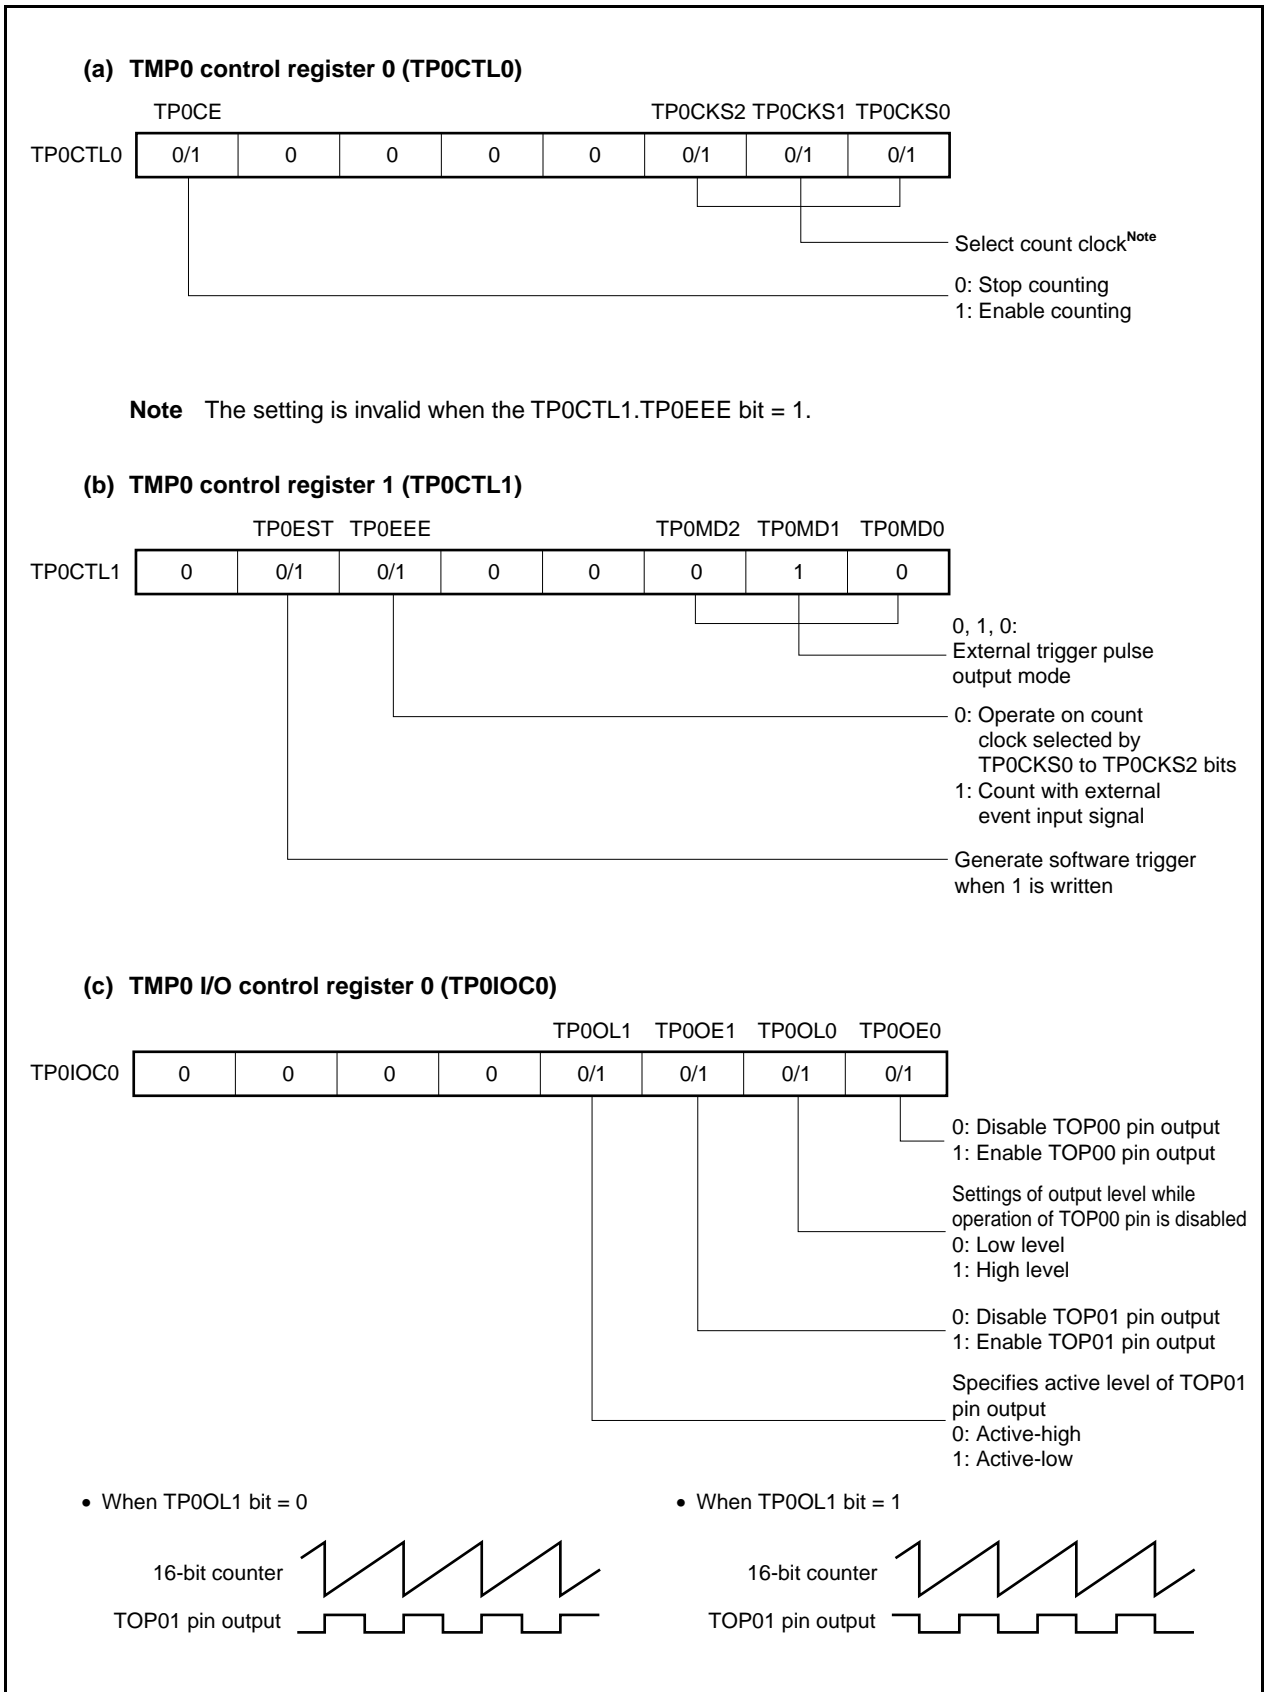 (a) TMP0 control register 0 (TP0CTL0)
TP0CE TP0CKS2 TP0CKS1 TP0CKS0
TP0CTL0 0/1 0 0 0 0 0/1 0/1 0/1
Select count clockNote
0: Stop counting
1: Enable counting
Note The setting is invalid when the TP0CTL1.TP0EEE bit = 1.
(b) TMP0 control register 1 (TP0CTL1)
TP0EST TP0EEE TP0MD2 TP0MD1 TP0MD0
TP0CTL1 0 0/1 0/1 0 0 0 1 0
0, 1, 0:
External trigger pulse
output mode
0: Operate on count
clock selected by
TP0CKS0 to TP0CKS2 bits
1: Count with external
event input signal
Generate software trigger
when 1 is written
(c) TMP0 I/O control register 0 (TP0IOC0)
TP0OL1 TP0OE1 TP0OL0 TP0OE0
TP0IOC0 0 0 0 0 0/1 0/1 0/1 0/1
0: Disable TOP00 pin output
1: Enable TOP00 pin output
Settings of output level while
operation of TOP00 pin is disabled
0: Low level
1: High level
0: Disable TOP01 pin output
1: Enable TOP01 pin output
Specifies active level of TOP01
pin output
0: Active-high
1: Active-low
• When TP0OL1 bit = 0
16-bit counter
TOP01 pin output
• When TP0OL1 bit = 1
16-bit counter
TOP01 pin output